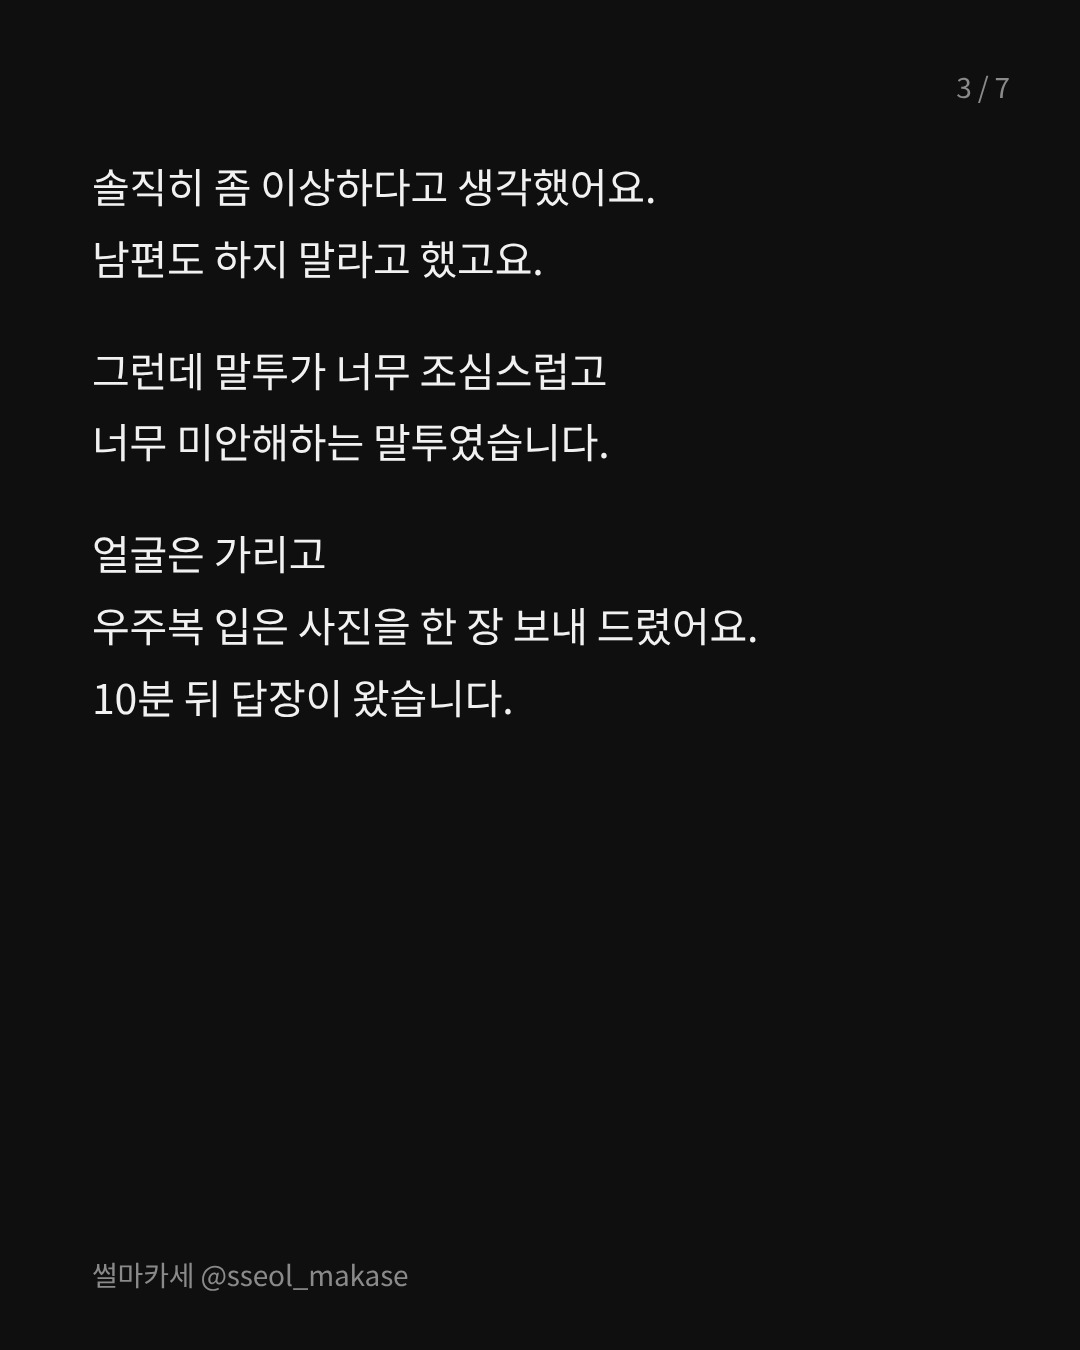 3 / 7
솔직히 좀 이상하다고 생각했어요.
남편도 하지 말라고 했고요.
그런데 말투가 너무 조심스럽고
너무 미안해하는 말투였습니다.
얼굴은 가리고
우주복 입은 사진을 한 장 보내 드렸어요.
10분 뒤 답장이 왔습니다.
썰마카세 @sseol_makase